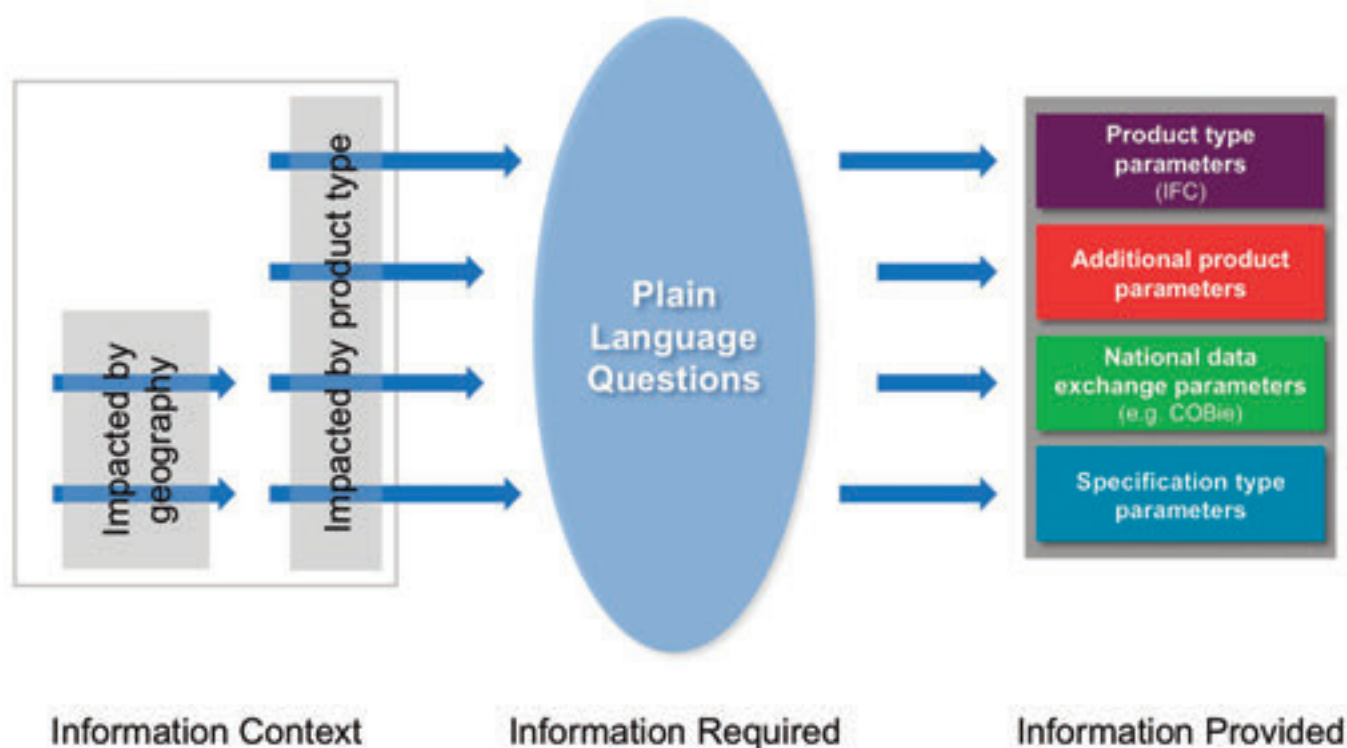 Impacted by
geography
Impacted by product type
Plain
Language
Questions
Product type
parameters
(IFC)
Additional product
parameters
National data
exchange parameters
(e.g. COBie)
Specification type
parameters
Information Context
Information Required
Information Provided